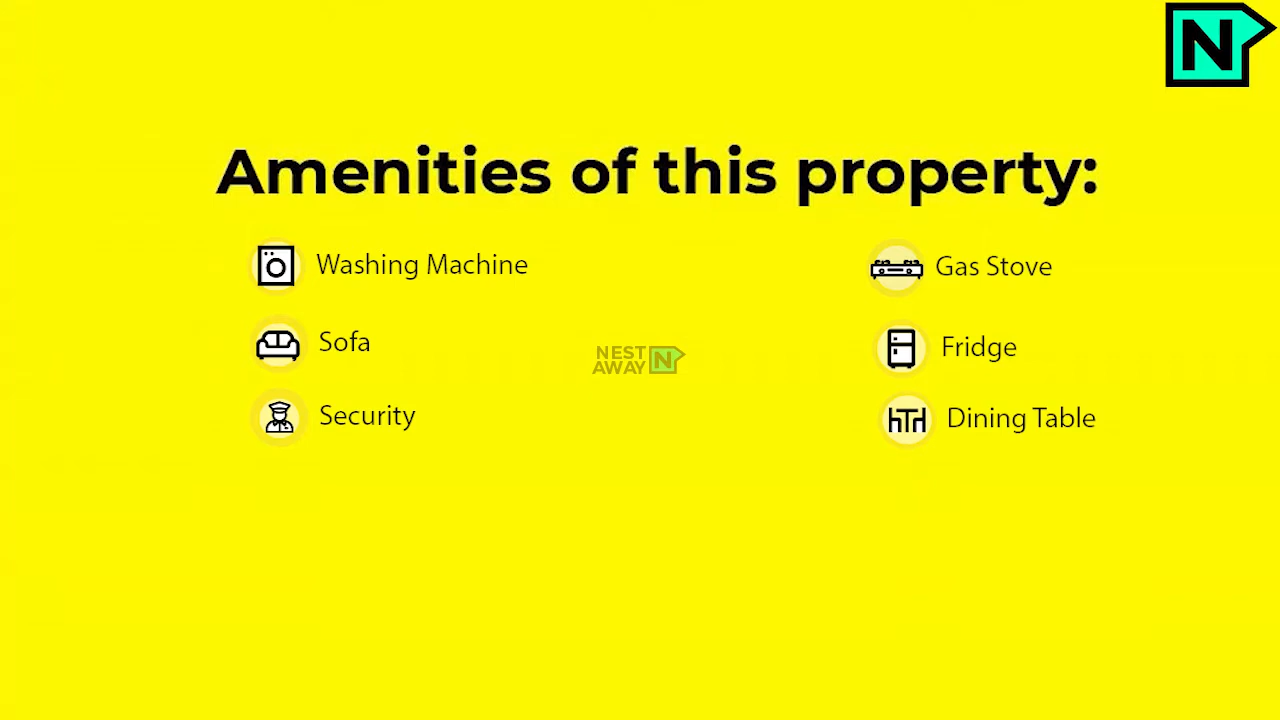 N
Amenities of this property:
Washing Machine
Gas Stove
Sofa
Fridge
NEST
AWAY N
Security
Dining Table